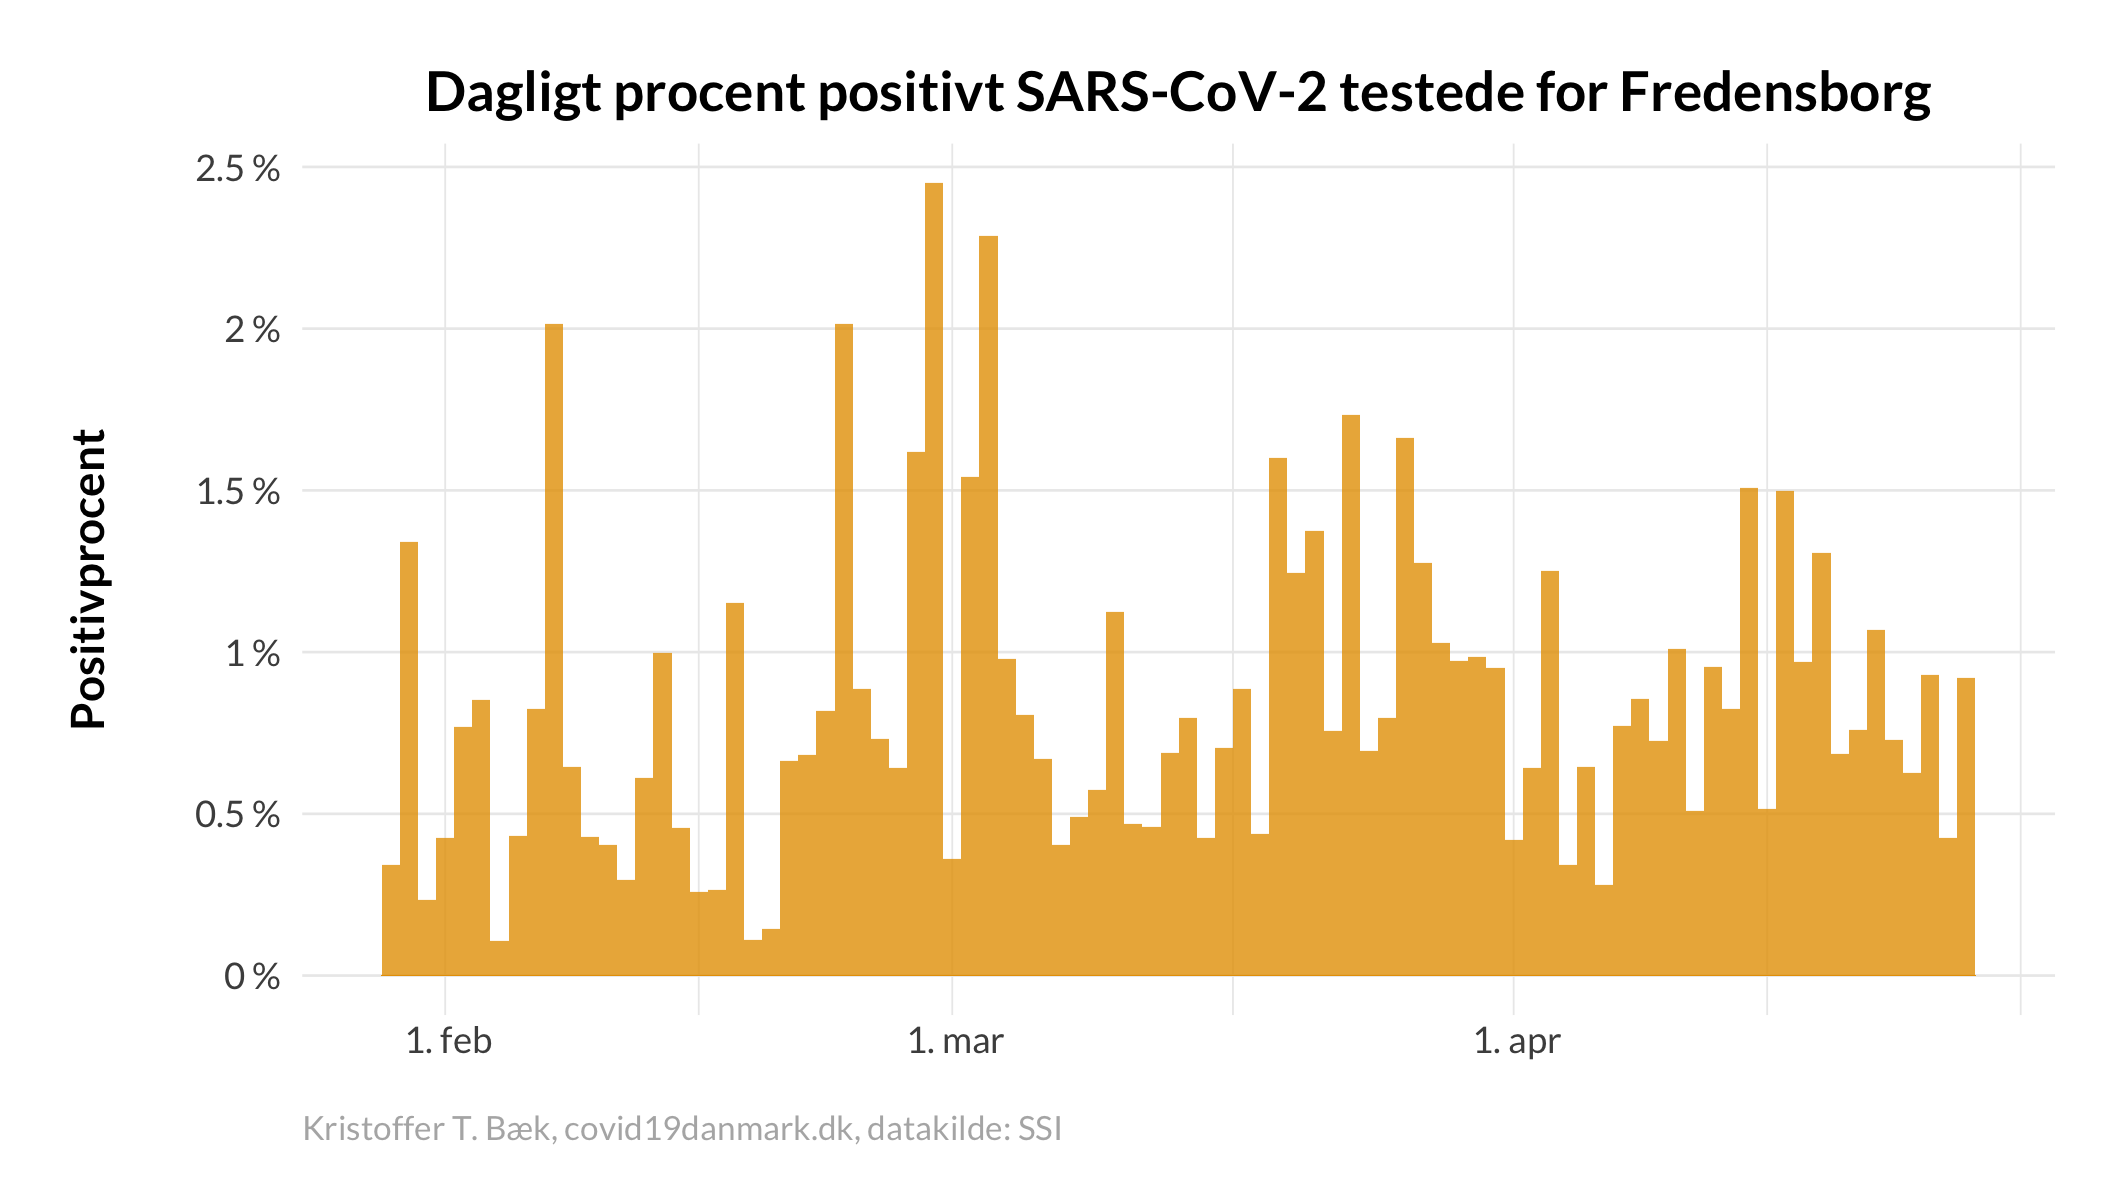 Dagligt procent positivt SARS-CoV-2 testede for Fredensborg
Positivprocent
2.5 %
2 %
1.5 %
1 %
0.5 %
0 %
1. feb
1. mar
1. apr
Kristoffer T. Bæk, covid19danmark.dk, datakilde: SSI